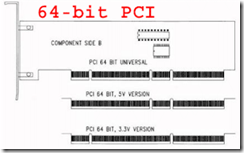 64-bit PCI
COMPONENT SIDE B
PCI 64 BIT UNIVERSAL
PCI 64 BIT, 5V VERSION
PCI 64 BIT, 3.3V VERSION